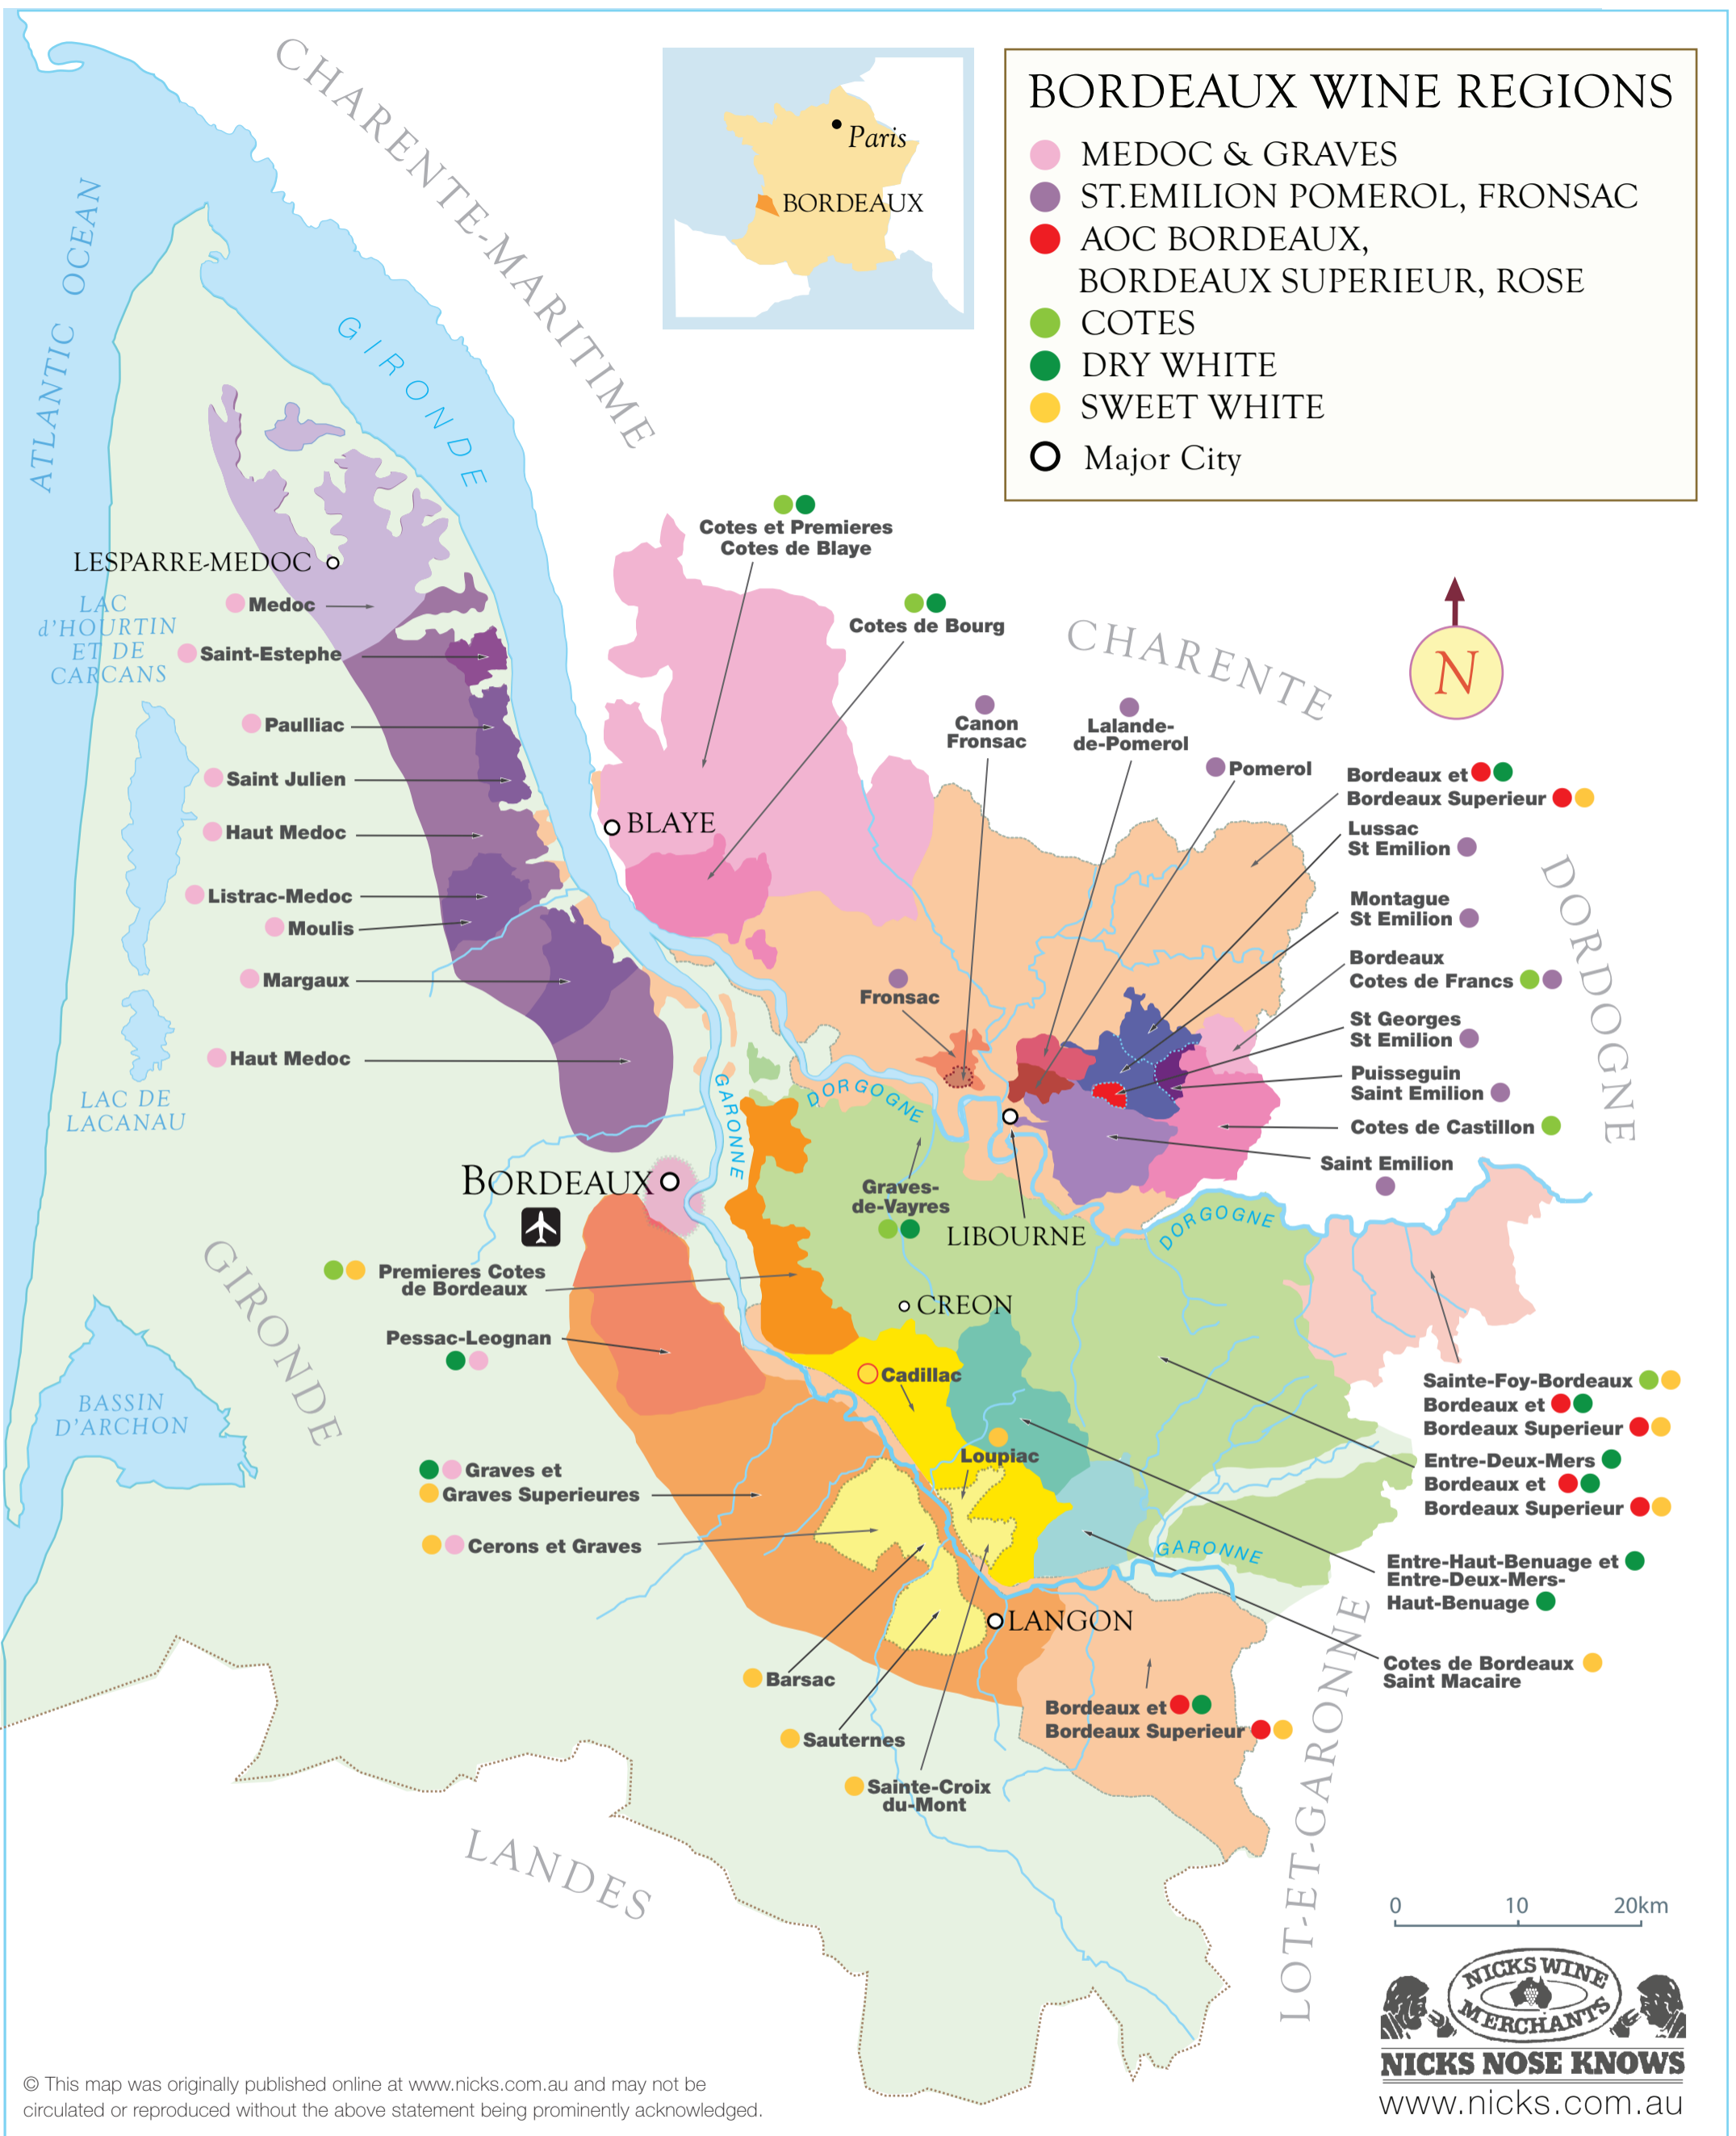 BORDEAUX WINE REGIONS
MEDOC & GRAVES
ST.EMILION POMEROL, FRONSAC
AOC BORDEAUX,
BORDEAUX SUPERIEUR, ROSE
COTES
DRY WHITE
SWEET WHITE
Major City
Paris
BORDEAUX
CHARENTE-MARITIME
ATLANTIC OCEAN
GIRONDE
Cotes et Premieres
Cotes de Blaye
LESPARRE-MEDOC
Medoc
LAC
d'HOURTIN
ET DE
CARCANS
Cotes de Bourg
CHARENTE
N
Saint-Estephe
Paulliac
Saint Julien
Haut Medoc
Listrac-Medoc
Moulis
Margaux
Haut Medoc
LAC DE
LACANAU
BLAYE
Canon
Fronsac
Lalande-
de-Pomerol
Pomerol
Bordeaux et
Bordeaux Superieur
Lussac
St Emilion
Montague
St Emilion
Bordeaux
Cotes de Francs
St Georges
St Emilion
Puisseguin
Saint Emilion
Cotes de Castillon
Saint Emilion
DORDOGNE
Fronsac
GARONNE
DORGOGNE
BORDEAUX
Graves-
de-Vayres
LIBOURNE
DORGOGNE
GIRONDE
Premieres Cotes
de Bordeaux
CREON
Pessac-Leognan
Cadillac
BASSIN
D'ARCHON
Loupiac
Graves et
Graves Superieures
Cerons et Graves
Sainte-Foy-Bordeaux
Bordeaux et
Bordeaux Superieur
Entre-Deux-Mers
Bordeaux et
Bordeaux Superieur
GARONNE
Entre-Haut-Benuage et
Entre-Deux-Mers-
Haut-Benuage
LANGON
Cotes de Bordeaux
Saint Macaire
Barsac
Sauternes
Sainte-Croix
du-Mont
Bordeaux et
Bordeaux Superieur
LOT-ET-GARONNE
LANDES
0 10 20km
NICKS WINE
MERCHANTS
NICKS NOSE KNOWS
www.nicks.com.au
© This map was originally published online at www.nicks.com.au and may not be
circulated or reproduced without the above statement being prominently acknowledged.